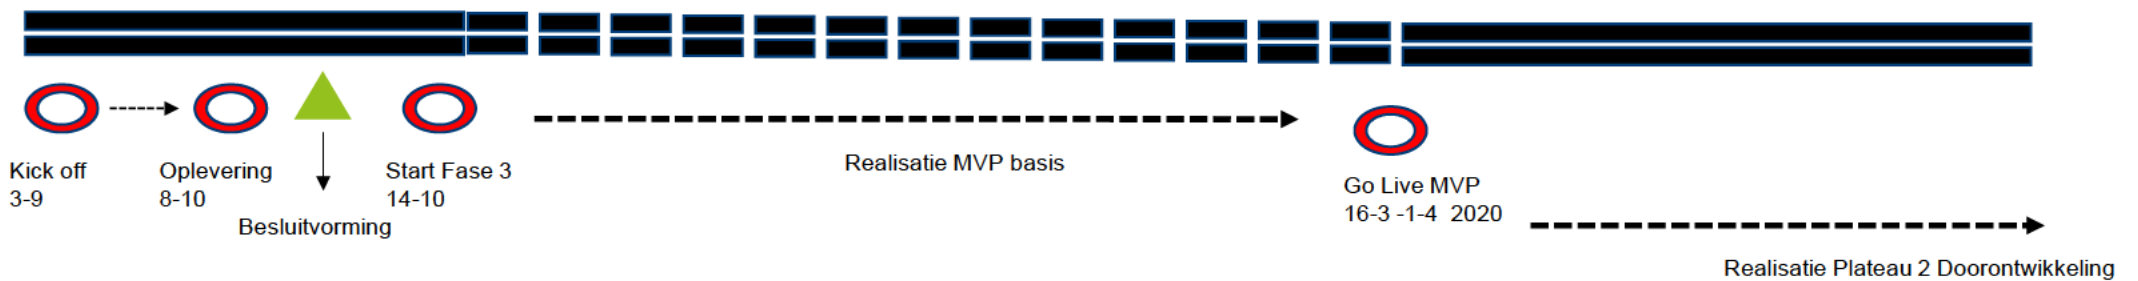 Kick off
3-9
Oplevering
8-10
Besluitvorming
Start Fase 3
14-10
Realisatie MVP basis
Go Live MVP
16-3 -1-4  2020
Realisatie Plateau 2 Doorontwikkeling